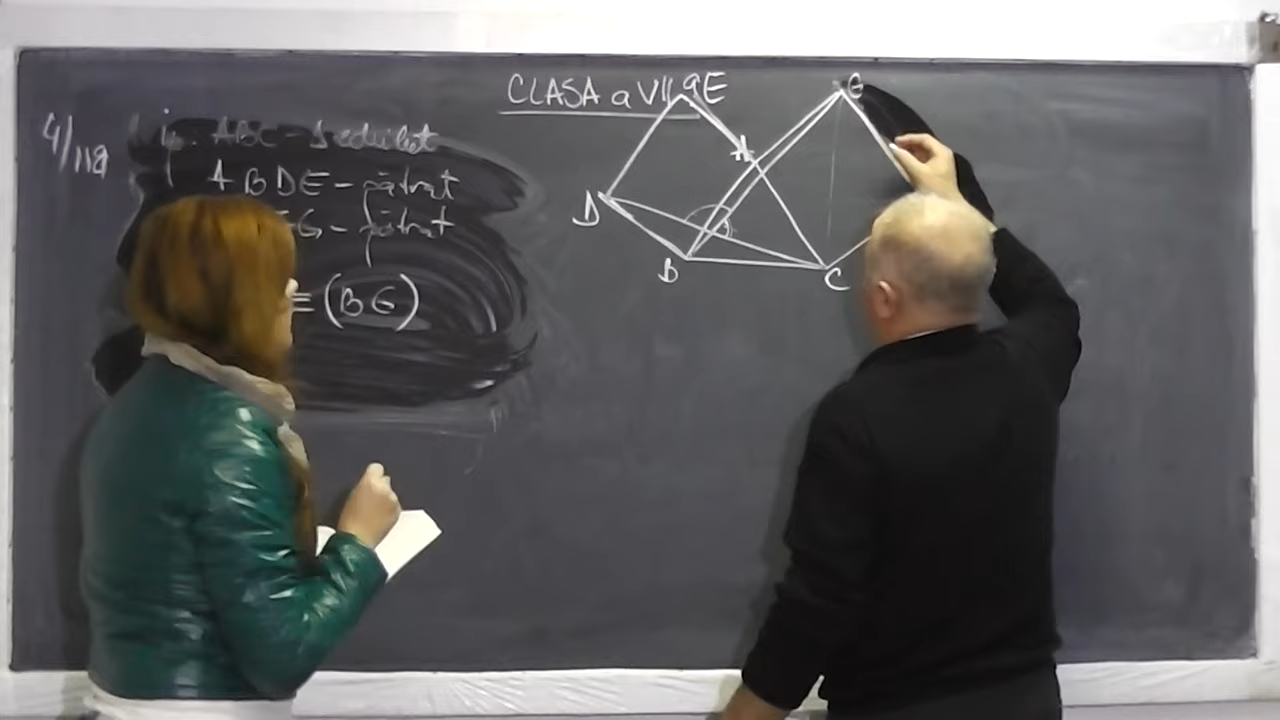 CLASA a VII a E
4/118
ip. ABC - Δ echilat
ABDE - pătrat
G - pătrat
≡ (BG)
G
A
D
B
C